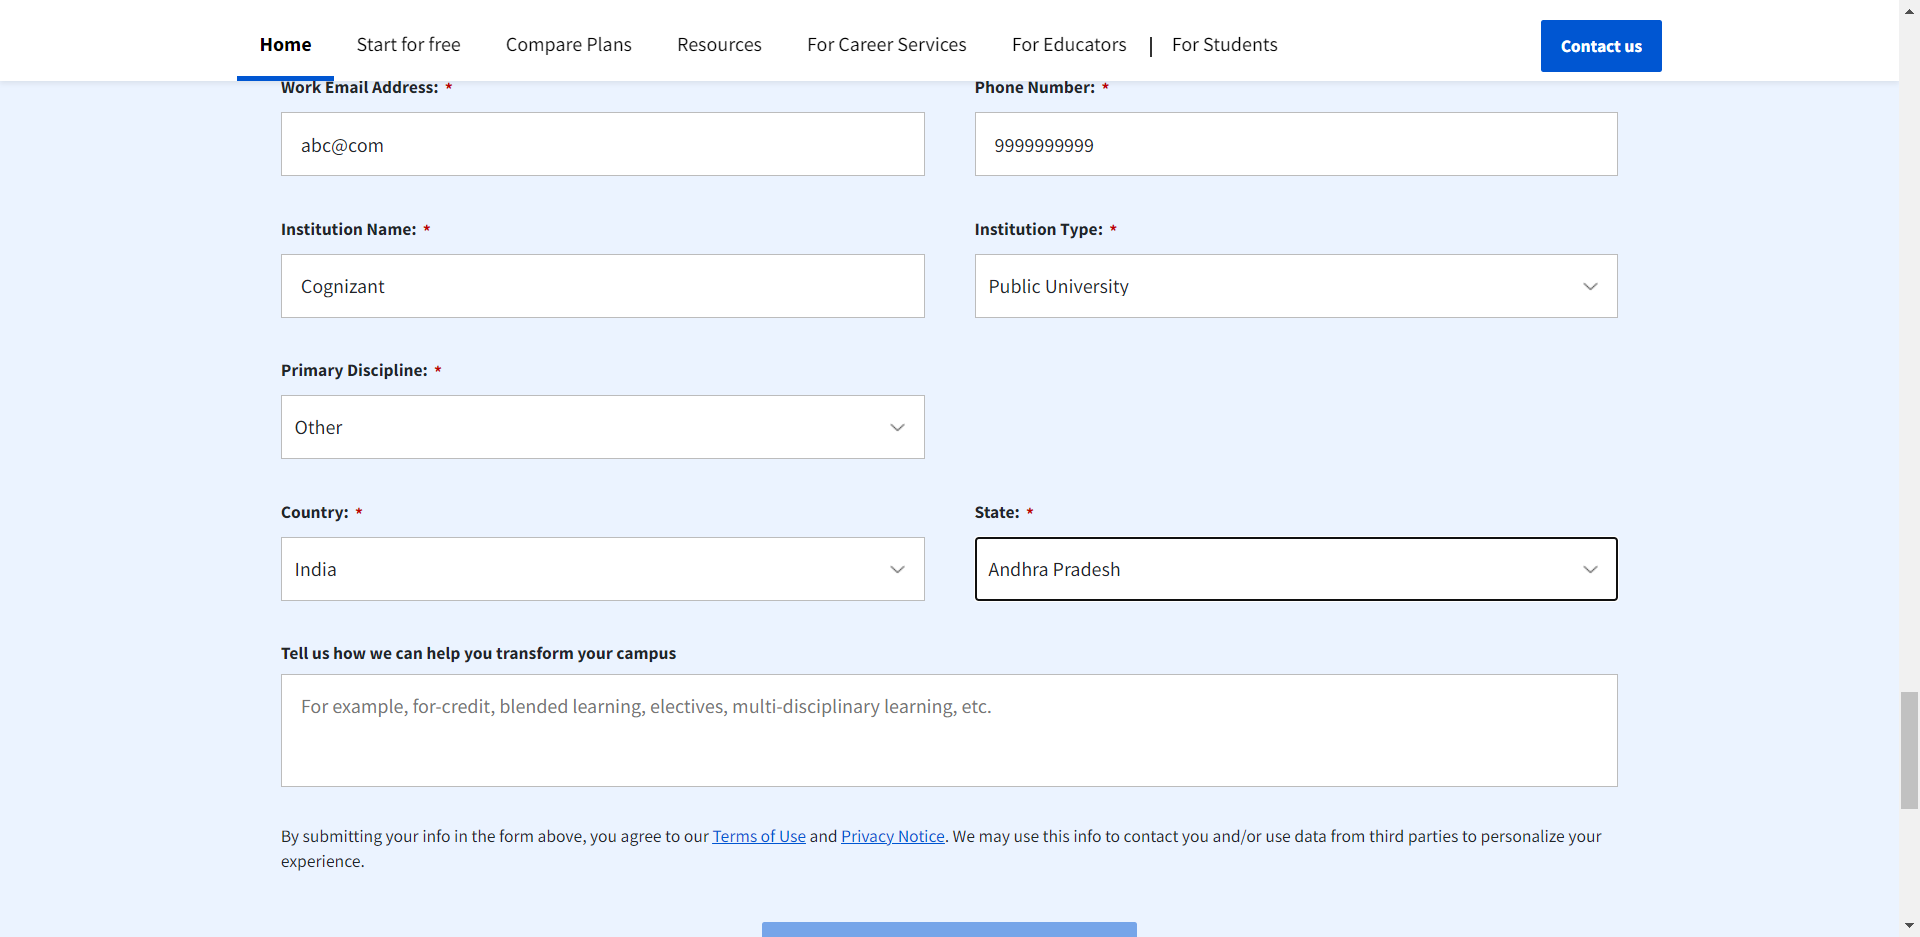 Home Start for free Compare Plans Resources For Career Services For Educators | For Students Contact us
Work Email Address: * Phone Number: *
abc@com 9999999999
Institution Name: * Institution Type: *
Cognizant Public University
Primary Discipline: *
Other
Country: * State: *
India Andhra Pradesh
Tell us how we can help you transform your campus
For example, for-credit, blended learning, electives, multi-disciplinary learning, etc.
By submitting your info in the form above, you agree to our Terms of Use and Privacy Notice. We may use this info to contact you and/or use data from third parties to personalize your
experience.